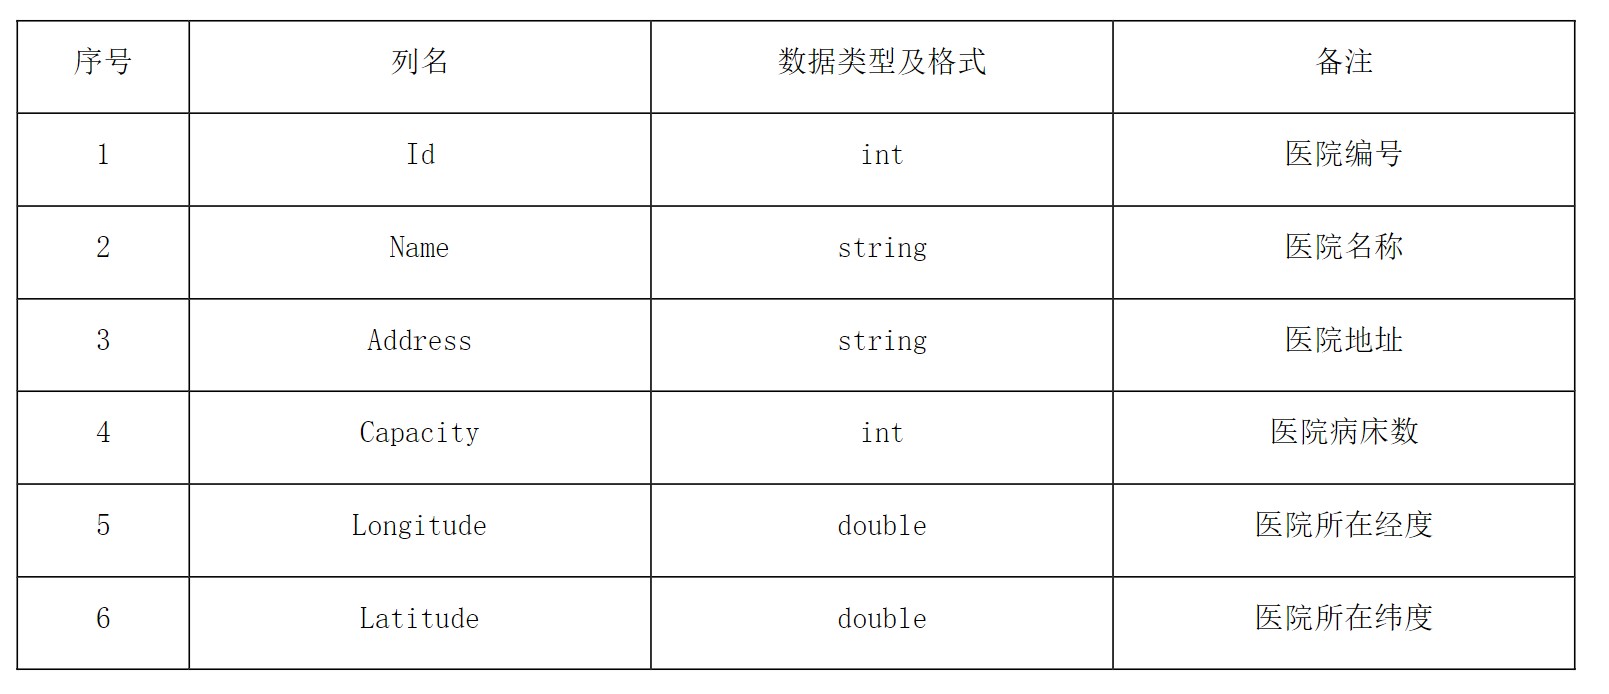 序号 列名 数据类型及格式 备注
1 Id int 医院编号
2 Name string 医院名称
3 Address string 医院地址
4 Capacity int 医院病床数
5 Longitude double 医院所在经度
6 Latitude double 医院所在纬度